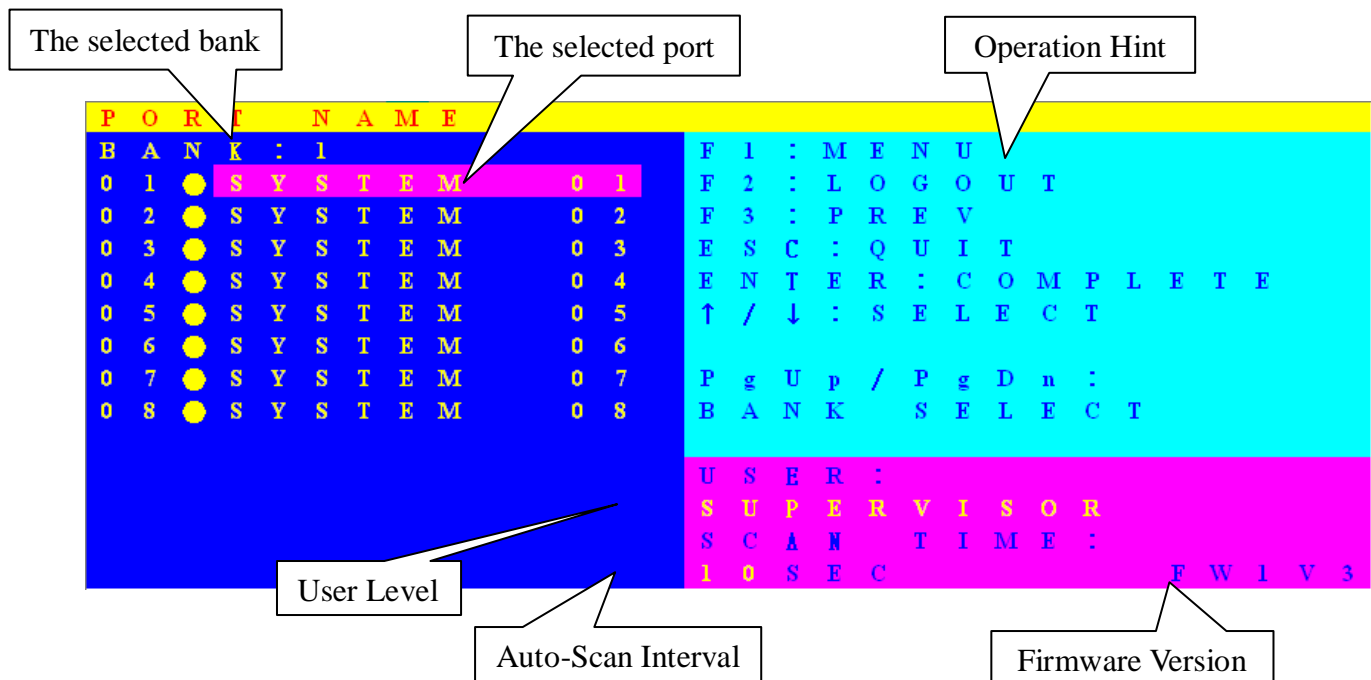 The selected bank
The selected port
Operation Hint
PORT NAME
BANK:1
01 SYSTEM 01
02 SYSTEM 02
03 SYSTEM 03
04 SYSTEM 04
05 SYSTEM 05
06 SYSTEM 06
07 SYSTEM 07
08 SYSTEM 08
F1:MENU
F2:LOGOUT
F3:PREV
ESC:QUIT
ENTER:COMPLETE
↑/↓:SELECT
PgUp/PgDn:
BANK SELECT
USER:
SUPERVISOR
SCAN TIME:
10SEC FW1V3
User Level
Auto-Scan Interval
Firmware Version